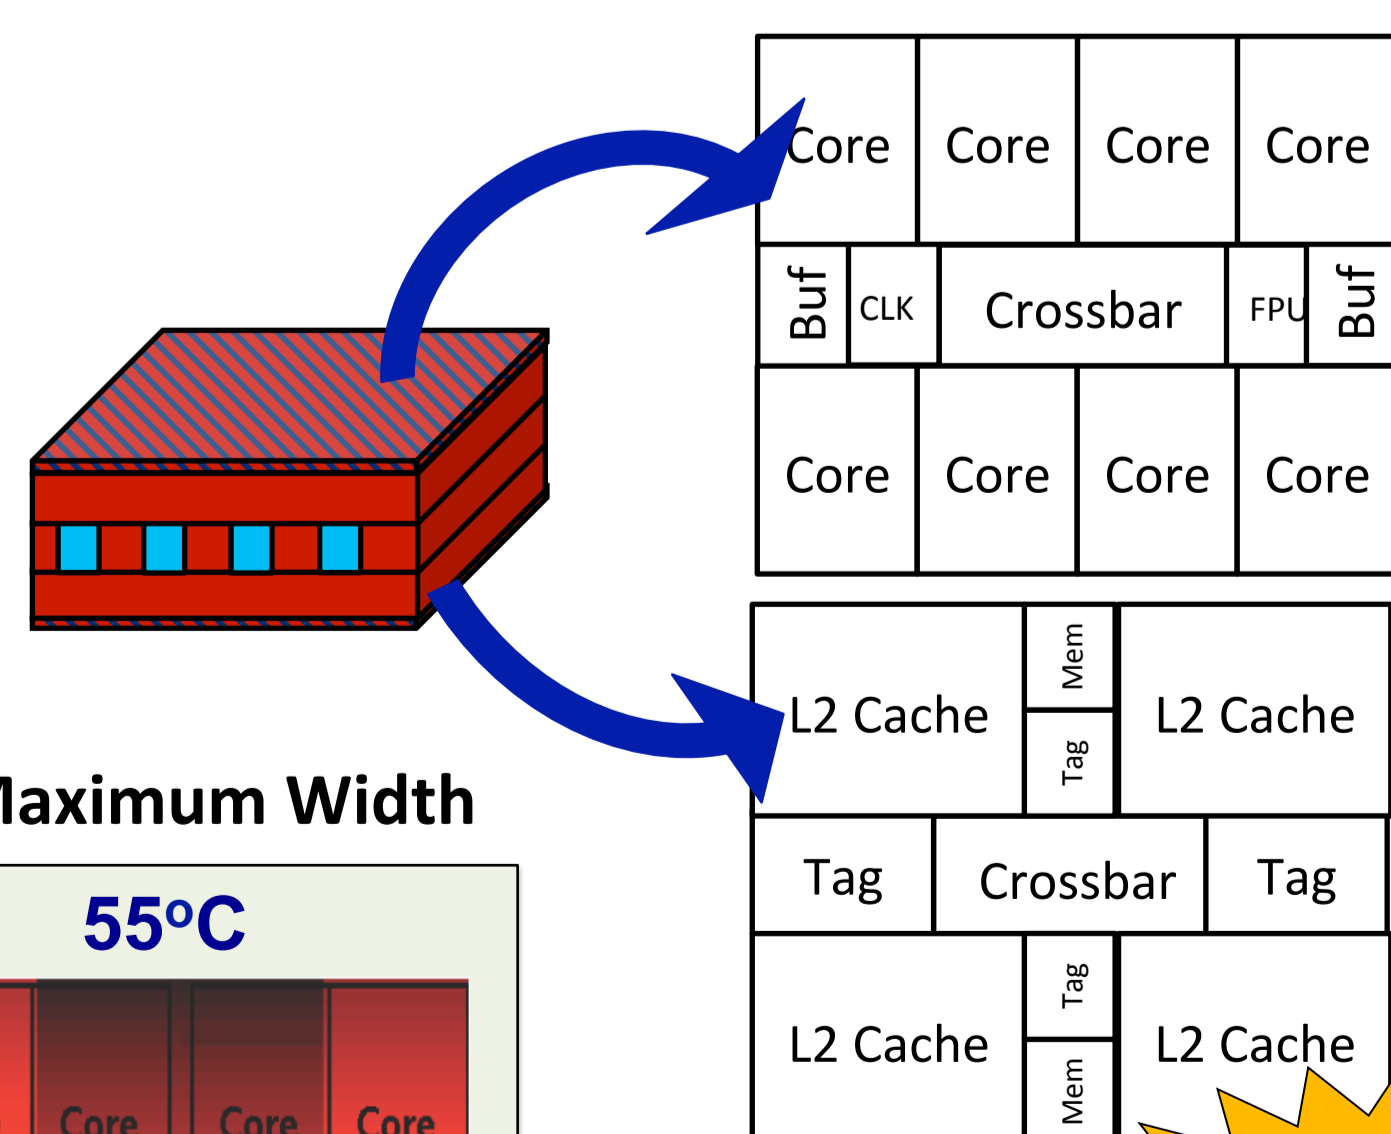 Core Core Core Core
Buf CLK Crossbar FPU Buf
Core Core Core Core
L2 Cache Mem L2 Cache
Tag
Tag Crossbar Tag
Tag
L2 Cache L2 Cache
Mem
Maximum Width
55°C
Core Core Core